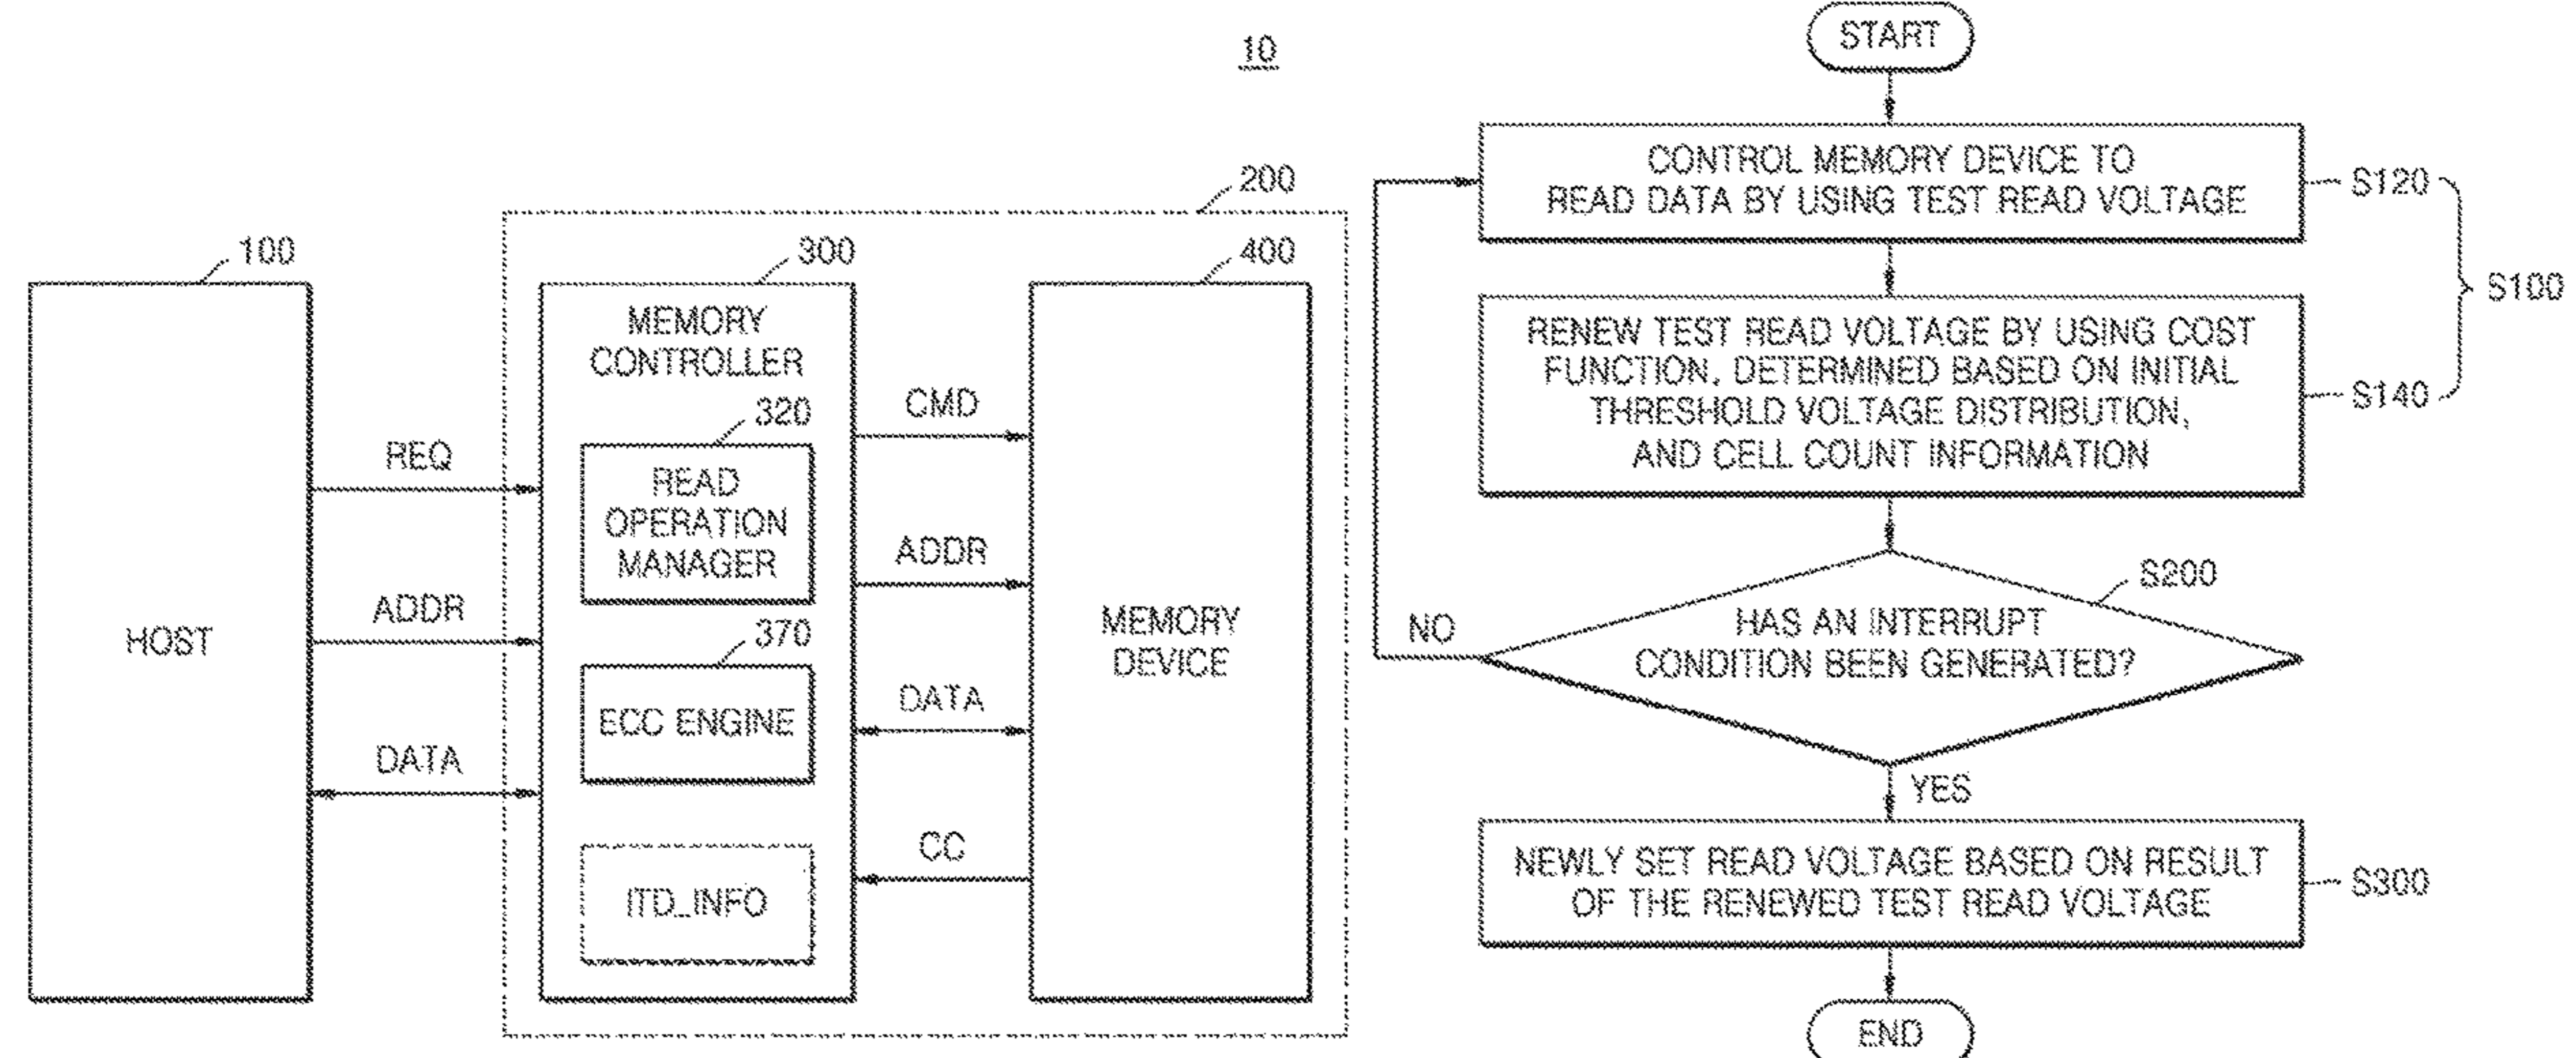 10
200
100
300
400
HOST
REQ
ADDR
DATA
MEMORY
CONTROLLER
320
READ
OPERATION
MANAGER
370
ECC ENGINE
ITD_INFO
CMD
ADDR
DATA
CC
MEMORY
DEVICE
START
CONTROL MEMORY DEVICE TO
READ DATA BY USING TEST READ VOLTAGE
S120
S100
RENEW TEST READ VOLTAGE BY USING COST
FUNCTION, DETERMINED BASED ON INITIAL
THRESHOLD VOLTAGE DISTRIBUTION,
AND CELL COUNT INFORMATION
S140
S200
HAS AN INTERRUPT
CONDITION BEEN GENERATED?
NO
YES
NEWLY SET READ VOLTAGE BASED ON RESULT
OF THE RENEWED TEST READ VOLTAGE
S300
END